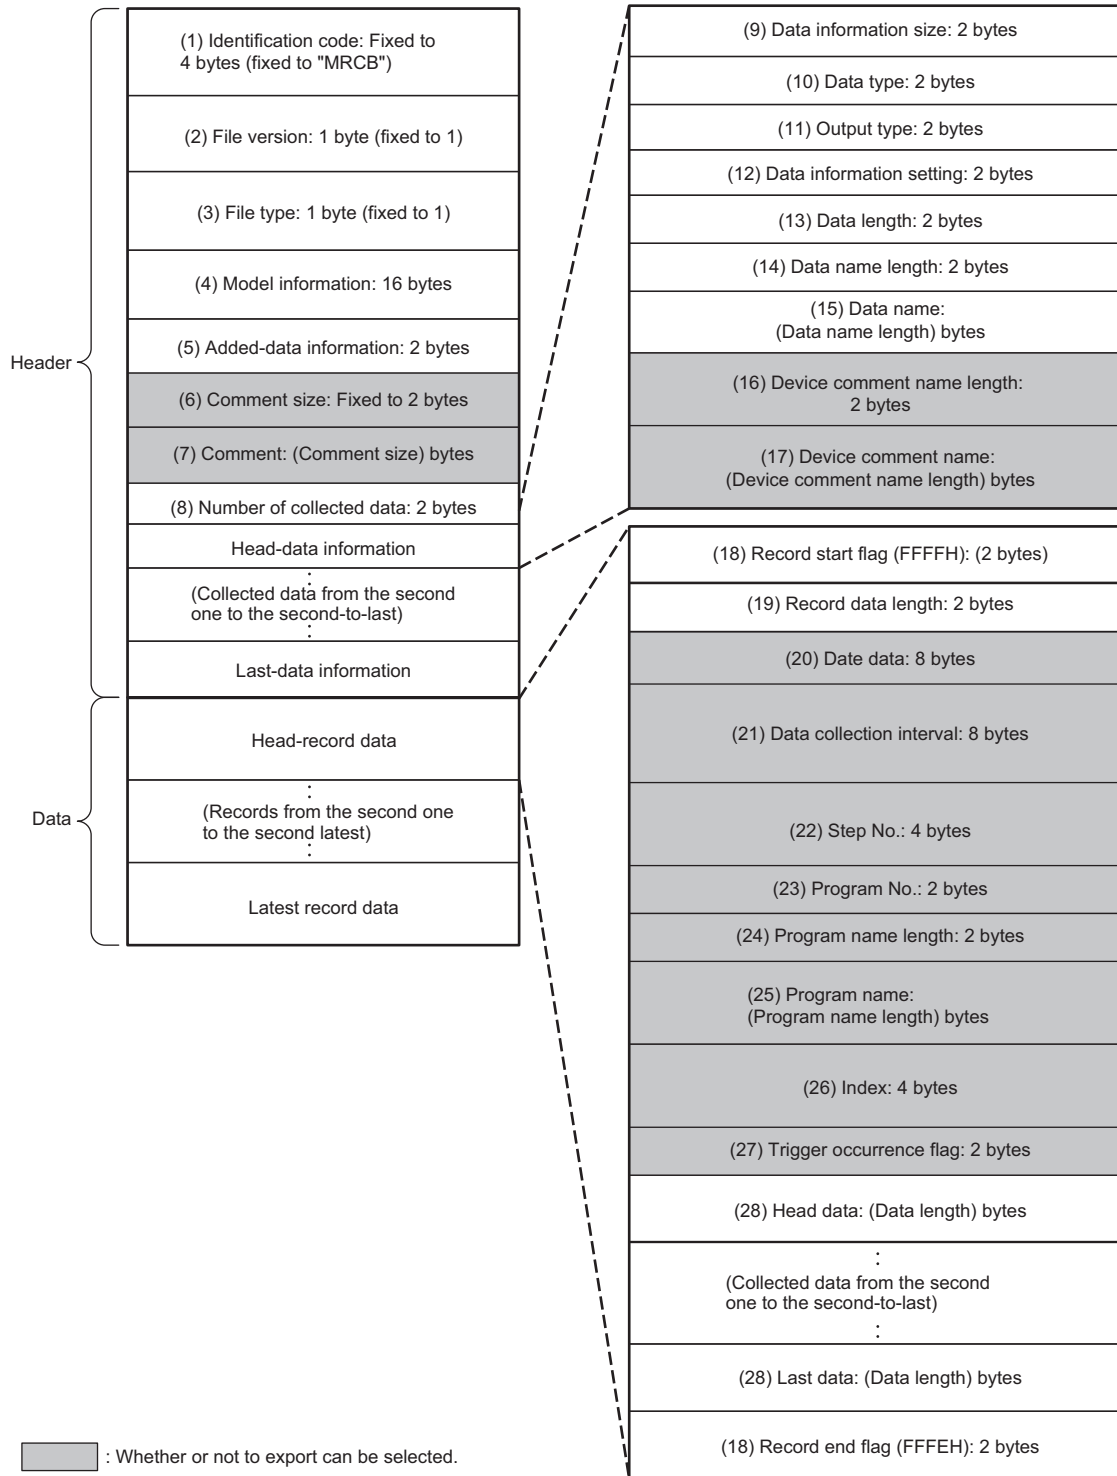 (1) Identification code: Fixed to
4 bytes (fixed to "MRCB")
(2) File version: 1 byte (fixed to 1)
(3) File type: 1 byte (fixed to 1)
(4) Model information: 16 bytes
Header
(5) Added-data information: 2 bytes
(6) Comment size: Fixed to 2 bytes
(7) Comment: (Comment size) bytes
(8) Number of collected data: 2 bytes
Head-data information
(Collected data from the second
one to the second-to-last)
Last-data information
Head-record data
Data
(Records from the second one
to the second latest)
Latest record data
(9) Data information size: 2 bytes
(10) Data type: 2 bytes
(11) Output type: 2 bytes
(12) Data information setting: 2 bytes
(13) Data length: 2 bytes
(14) Data name length: 2 bytes
(15) Data name:
(Data name length) bytes
(16) Device comment name length:
2 bytes
(17) Device comment name:
(Device comment name length) bytes
(18) Record start flag (FFFFH): (2 bytes)
(19) Record data length: 2 bytes
(20) Date data: 8 bytes
(21) Data collection interval: 8 bytes
(22) Step No.: 4 bytes
(23) Program No.: 2 bytes
(24) Program name length: 2 bytes
(25) Program name:
(Program name length) bytes
(26) Index: 4 bytes
(27) Trigger occurrence flag: 2 bytes
(28) Head data: (Data length) bytes
(Collected data from the second
one to the second-to-last)
(28) Last data: (Data length) bytes
(18) Record end flag (FFFEH): 2 bytes
: Whether or not to export can be selected.